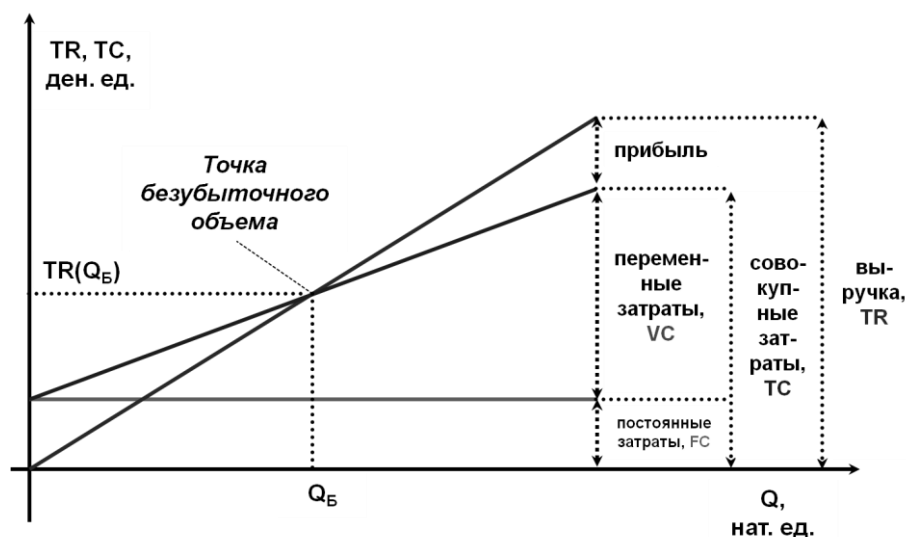 TR, TC,
ден. ед.
Точка
безубыточного
объема
TR(QБ)
прибыль
перемен-
ные
затраты,
VC
сово-
куп-
ные
зат-
раты,
TC
вы-
ручка,
TR
постоянные
затраты, FC
QБ
Q,
нат. ед.